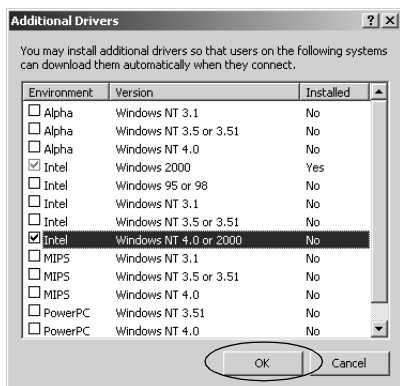 Additional Drivers
You may install additional drivers so that users on the following systems
can download them automatically when they connect.
Environment Version Installed
Alpha Windows NT 3.1 No
Alpha Windows NT 3.5 or 3.51 No
Alpha Windows NT 4.0 No
Intel Windows 2000 Yes
Intel Windows 95 or 98 No
Intel Windows NT 3.1 No
Intel Windows NT 3.5 or 3.51 No
Intel Windows NT 4.0 or 2000 No
MIPS Windows NT 3.1 No
MIPS Windows NT 3.5 or 3.51 No
MIPS Windows NT 4.0 No
PowerPC Windows NT 3.51 No
PowerPC Windows NT 4.0 No
OK Cancel